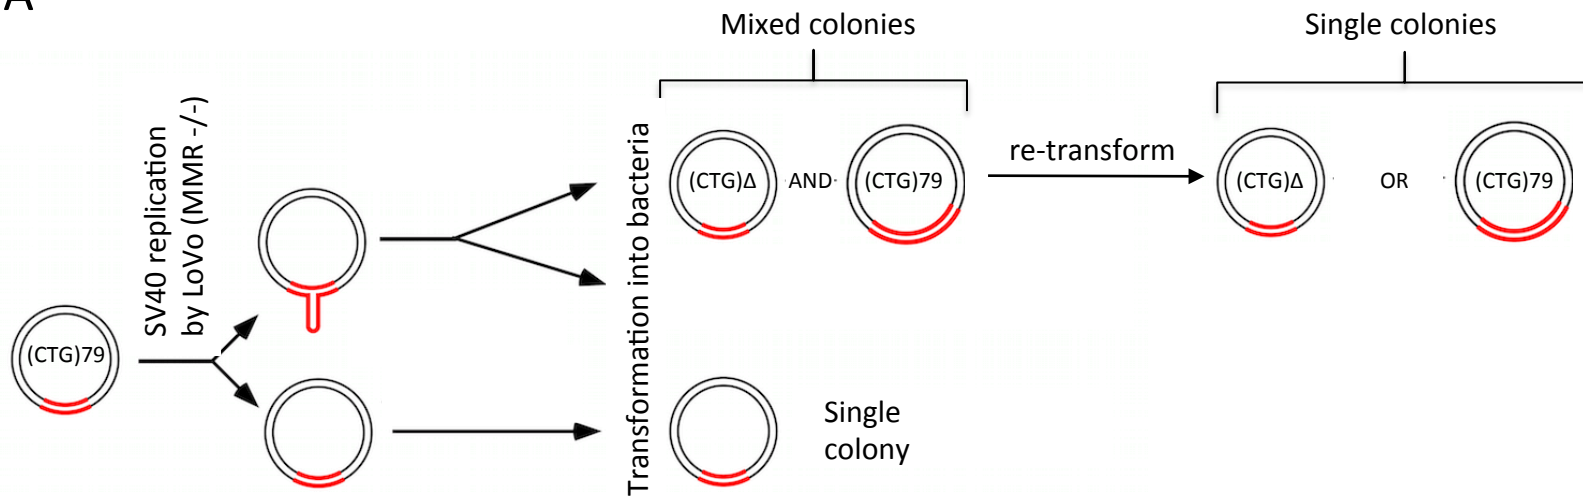 A
Mixed colonies
Single colonies
SV40 replication
by LoVo (MMR -/-)
Transformation into bacteria
(CTG)Δ
AND
(CTG)79
re-transform
(CTG)Δ
OR
(CTG)79
(CTG)79
Single
colony